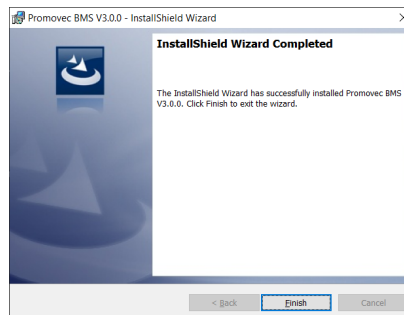 Promovec BMS V3.0.0 - InstallShield Wizard
InstallShield Wizard Completed
The InstallShield Wizard has successfully installed Promovec BMS
V3.0.0. Click Finish to exit the wizard.
< Back Finish Cancel